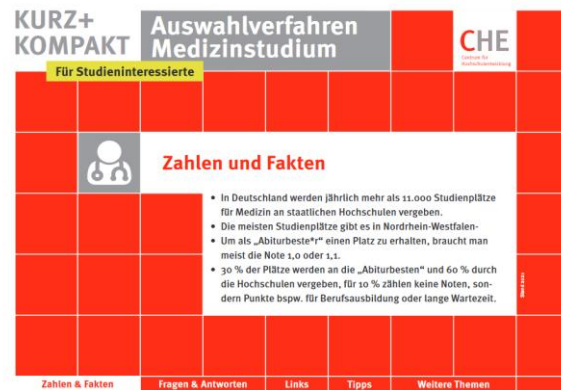 KURZ+
KOMPAKT
Auswahlverfahren
Medizinstudium
CHE
Centrum für
Hochschulentwicklung
Für Studieninteressierte
Zahlen und Fakten
• In Deutschland werden jährlich mehr als 11.000 Studienplätze
für Medizin an staatlichen Hochschulen vergeben.
• Die meisten Studienplätze gibt es in Nordrhein-Westfalen-
• Um als „Abiturbeste*r" einen Platz zu erhalten, braucht man
meist die Note 1,0 oder 1,1.
• 30 % der Plätze werden an die „Abiturbesten" und 60 % durch
die Hochschulen vergeben, für 10 % zählen keine Noten, son-
dern Punkte bspw. für Berufsausbildung oder lange Wartezeit.
Zahlen & Fakten
Fragen & Antworten
Links
Tipps
Weitere Themen